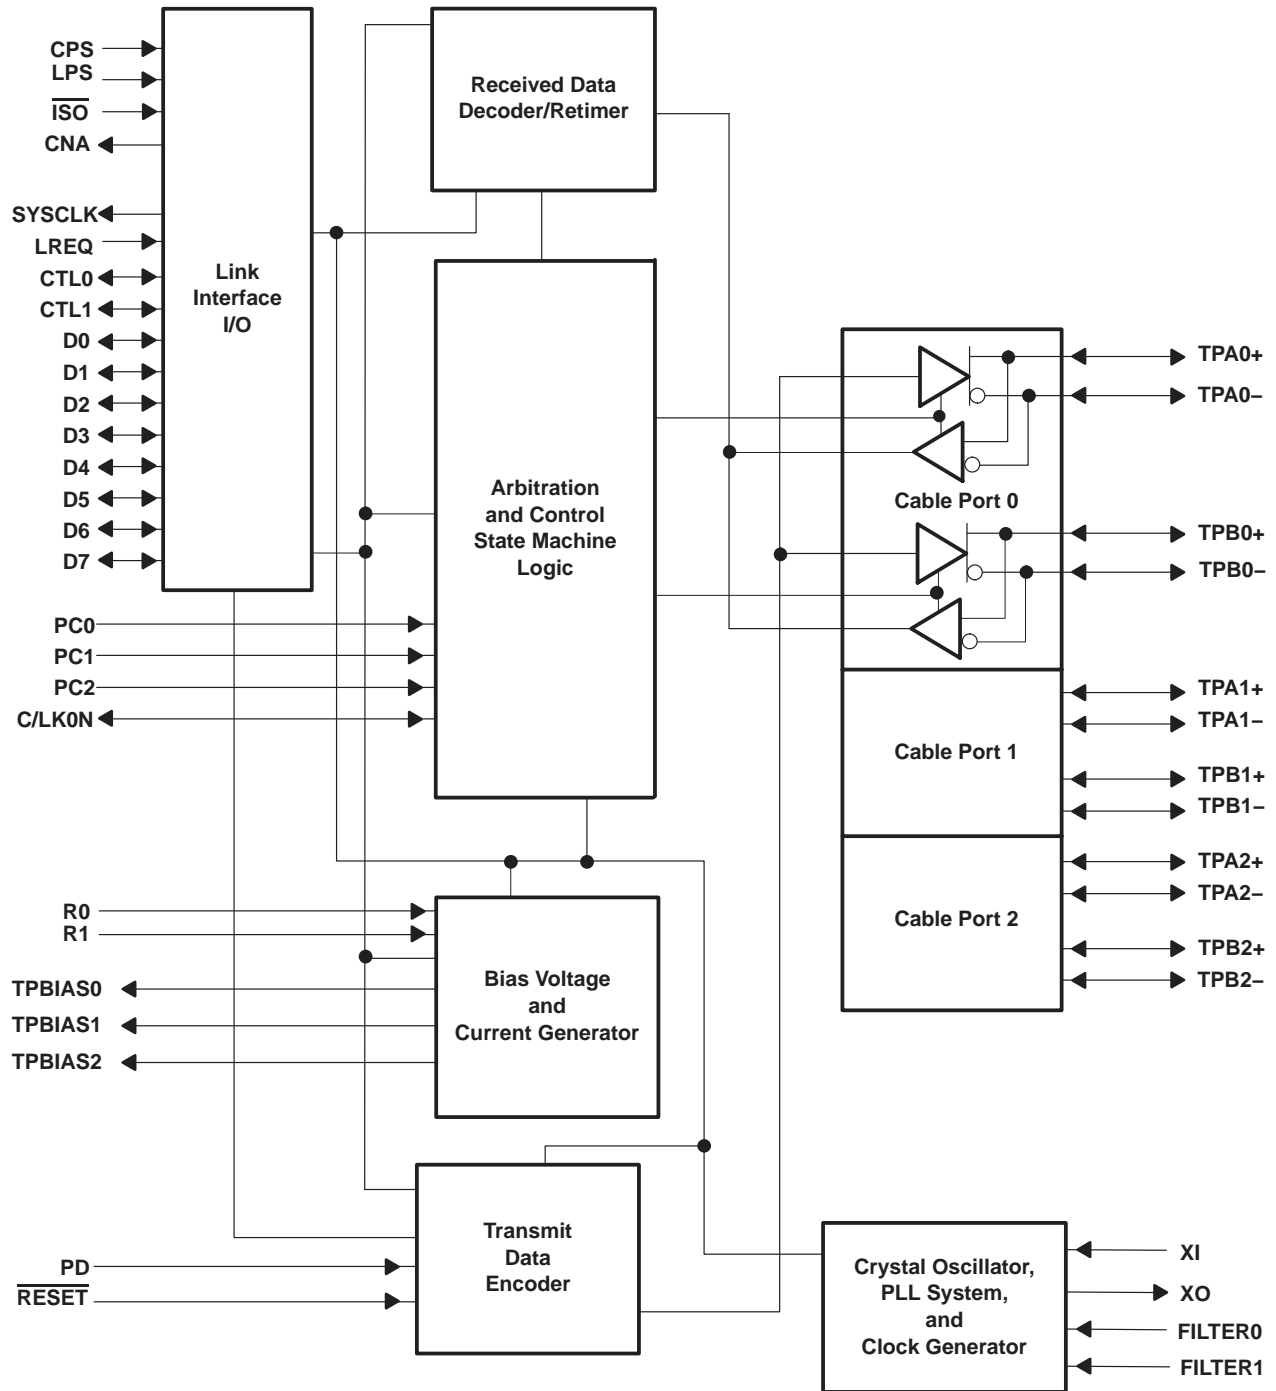 CPS
LPS
ISO
CNA
SYSCLK
LREQ
CTL0
CTL1
D0
D1
D2
D3
D4
D5
D6
D7
PC0
PC1
PC2
C/LK0N
R0
R1
TPBIAS0
TPBIAS1
TPBIAS2
PD
RESET
Link
Interface
I/O
Received Data
Decoder/Retimer
Arbitration
and Control
State Machine
Logic
Bias Voltage
and
Current Generator
Transmit
Data
Encoder
Cable Port 0
Cable Port 1
Cable Port 2
Crystal Oscillator,
PLL System,
and
Clock Generator
TPA0+
TPA0–
TPB0+
TPB0–
TPA1+
TPA1–
TPB1+
TPB1–
TPA2+
TPA2–
TPB2+
TPB2–
XI
XO
FILTER0
FILTER1